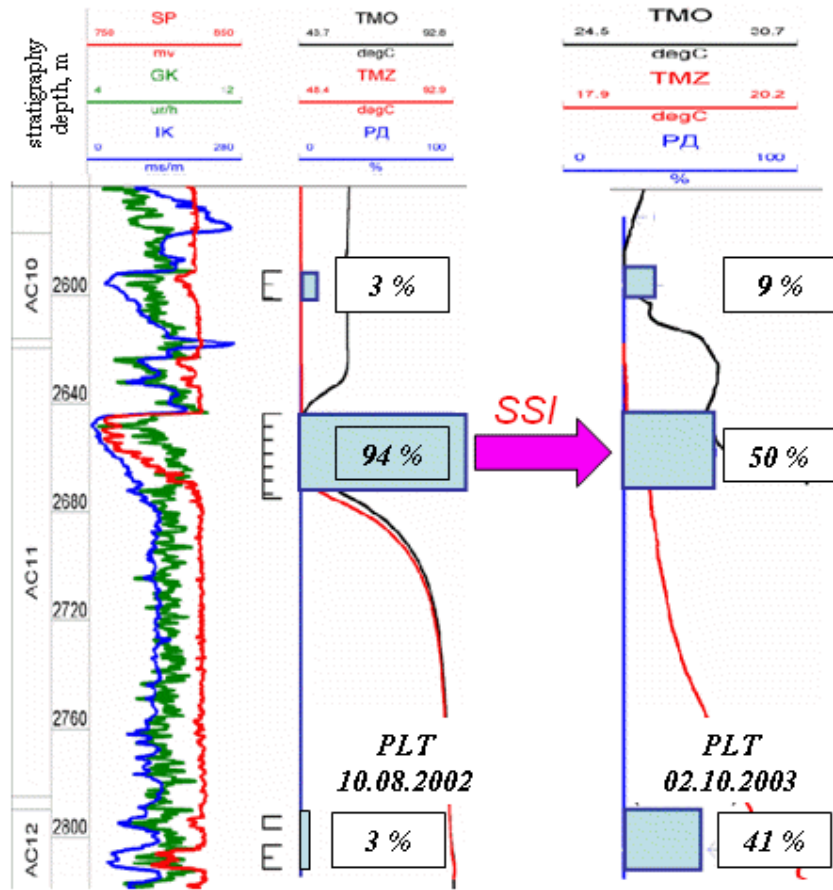 stratigraphy
depth, m
SP
750 850
mv
GK
4 12
ur/h
IK
0 280
ms/m
TMO
43.7 92.8
degC
TMZ
48.4 92.9
degC
РД
0 100
%
TMO
24.5 30.7
degC
TMZ
17.9 20.2
degC
РД
0 100
%
AC10
2600
3 %
9 %
2640
SSI
94 %
50 %
2680
AC11
2720
2760
PLT
10.08.2002
PLT
02.10.2003
AC12
2800
3 %
41 %